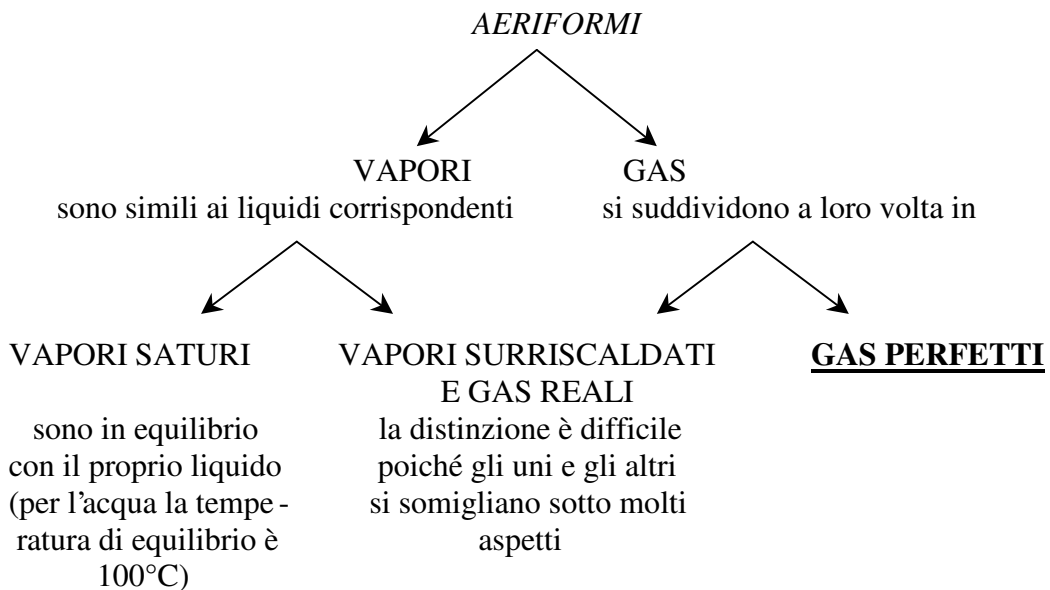 AERIFORMI
VAPORI
sono simili ai liquidi corrispondenti
GAS
si suddividono a loro volta in
VAPORI SATURI
sono in equilibrio
con il proprio liquido
(per l'acqua la tempe-
ratura di equilibrio è
100°C)
VAPORI SURRISCALDATI
E GAS REALI
la distinzione è difficile
poiché gli uni e gli altri
si somigliano sotto molti
aspetti
GAS PERFETTI